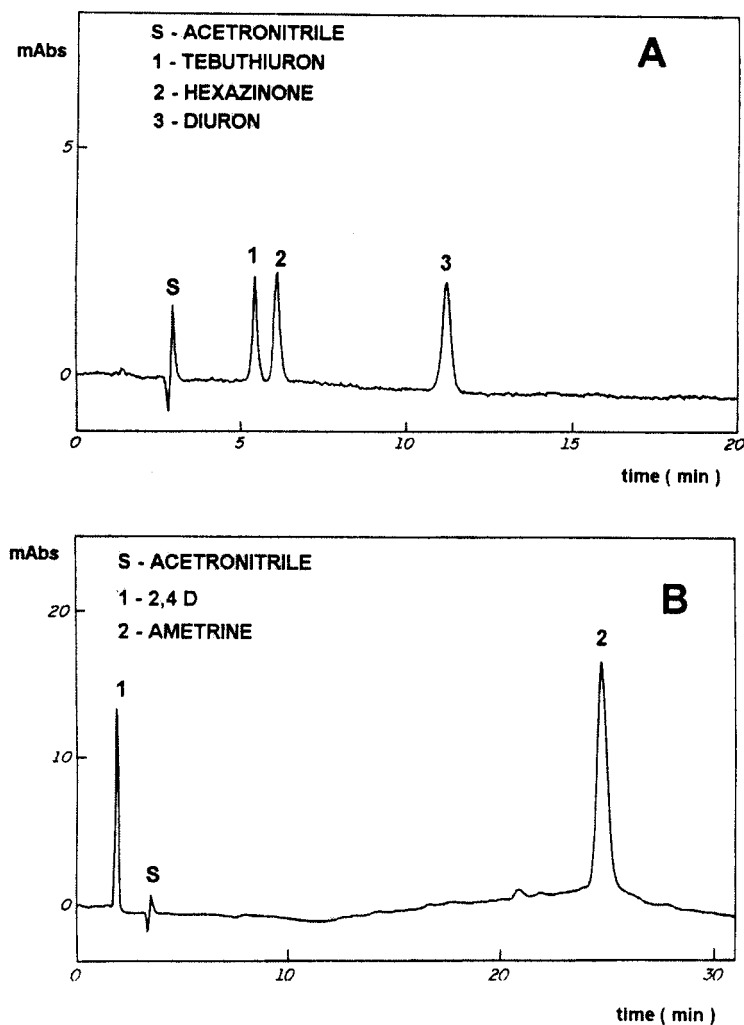 mAbs
S - ACETRONITRILE
1 - TEBUTHIURON
2 - HEXAZINONE
3 - DIURON
A
5
S
1
2
3
0
0
5
10
15
20
time ( min )
mAbs
S - ACETRONITRILE
1 - 2,4 D
2 - AMETRINE
B
20
1
2
10
S
0
0
10
20
30
time ( min )